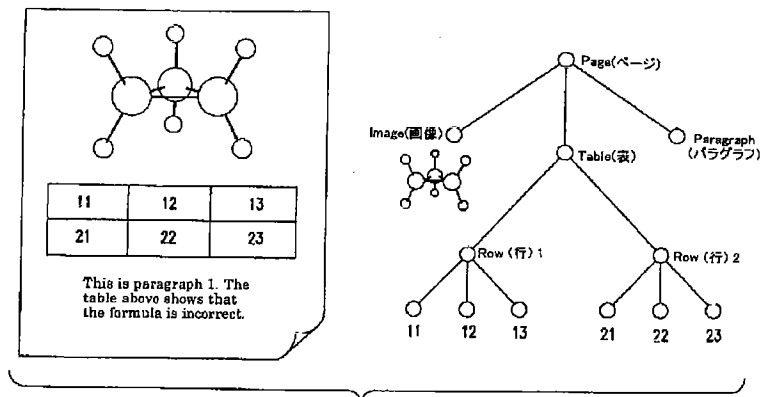 11 12 13
21 22 23
This is paragraph 1. The
table above shows that
the formula is incorrect.
Page(ページ)
Image(画像)
Paragraph
(パラグラフ)
Table(表)
Row (行) 1
Row (行) 2
11 12 13
21 22 23